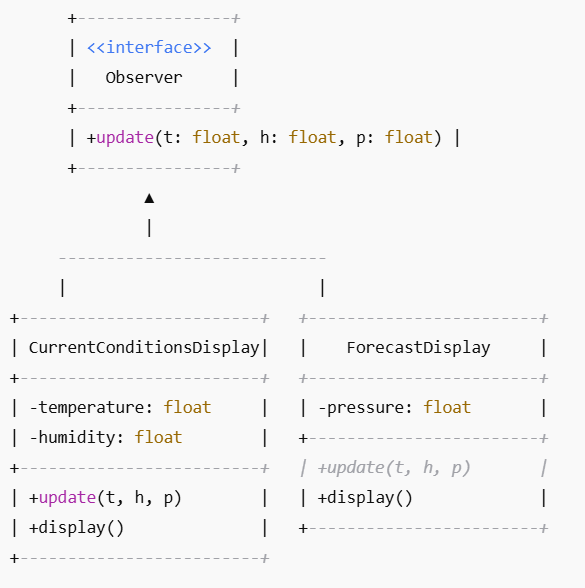 +----------------+
| <<interface>>  |
|   Observer     |
+----------------+
| +update(t: float, h: float, p: float) |
+----------------+
        ▲
        |
----------------------------
|                          |
+-------------------------+   +------------------------+
| CurrentConditionsDisplay|   |    ForecastDisplay     |
+-------------------------+   +------------------------+
| -temperature: float     |   | -pressure: float       |
| -humidity: float        |   +------------------------+
+-------------------------+   | +update(t, h, p)       |
| +update(t, h, p)        |   | +display()             |
| +display()              |   +------------------------+
+-------------------------+